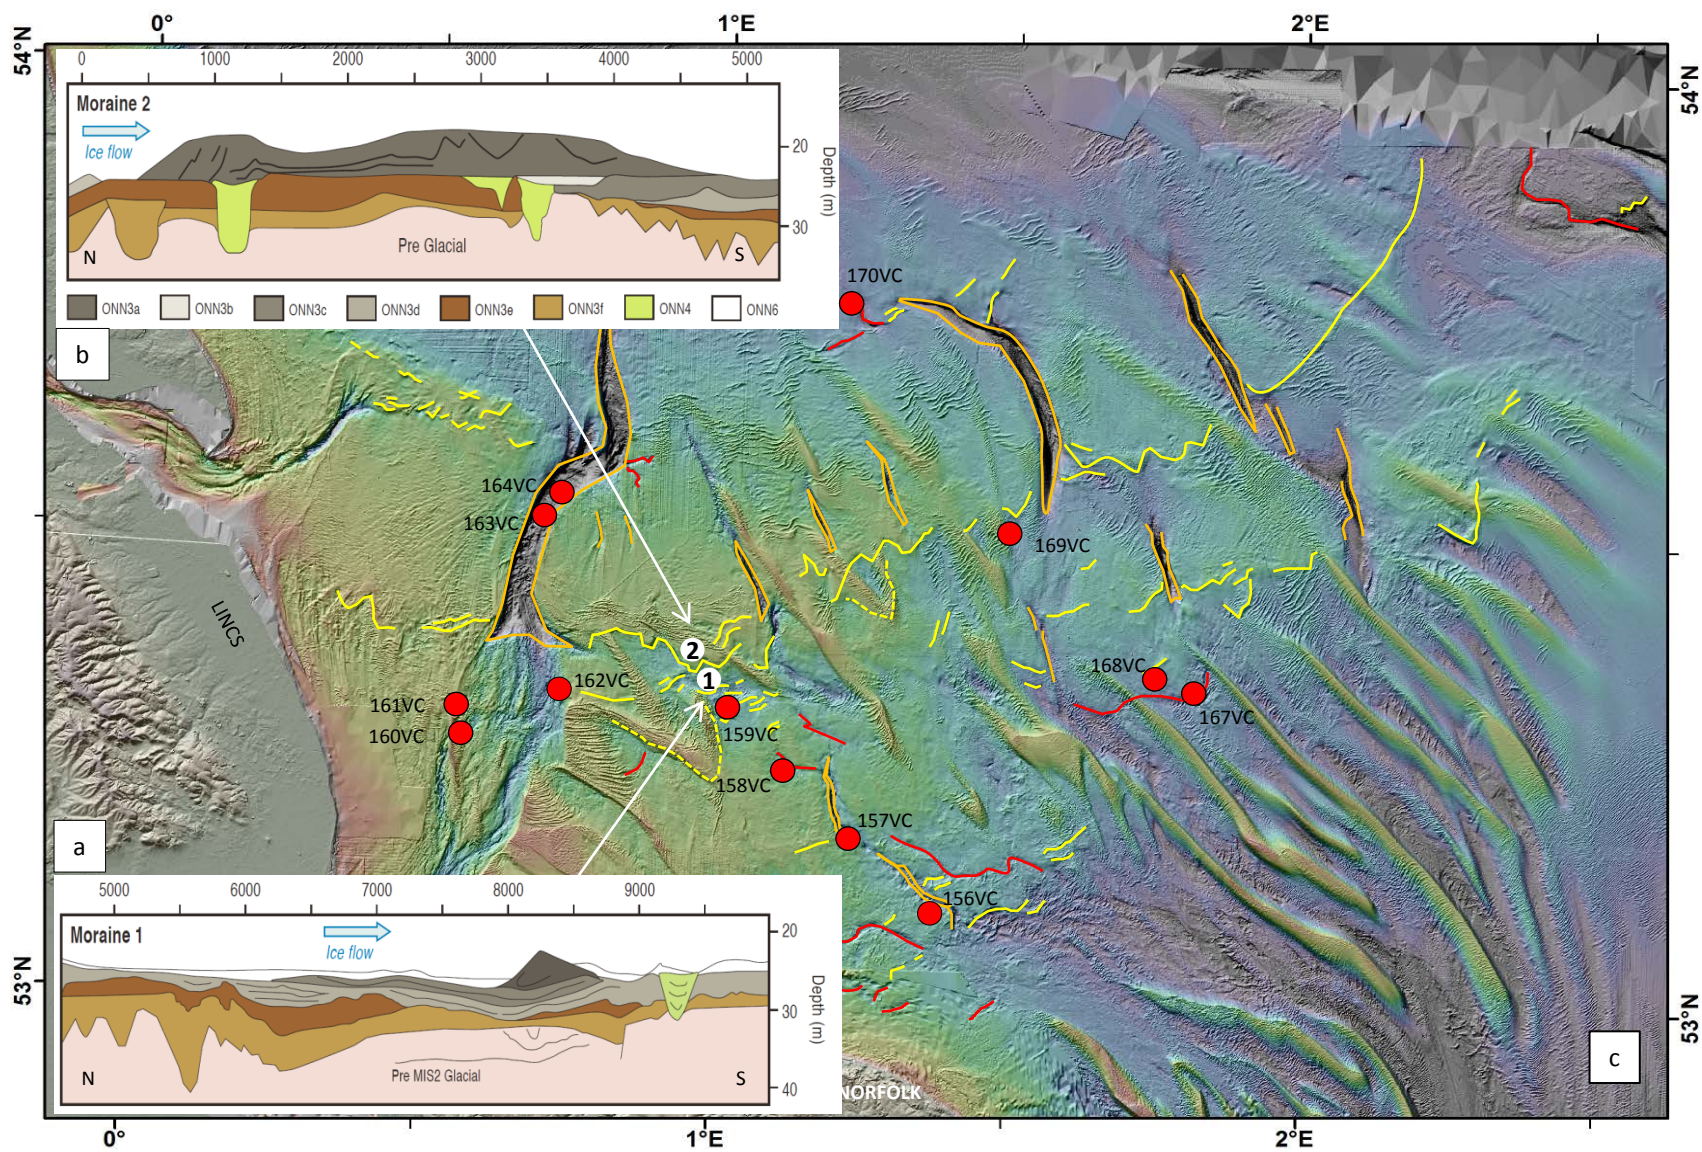 0°
1°E
2°E
54°N
54°N
0
1000
2000
3000
4000
5000
Moraine 2
Ice flow
20
30
Depth (m)
Pre Glacial
N
S
ONN3a
ONN3b
ONN3c
ONN3d
ONN3e
ONN3f
ONN4
ONN6
b
170VC
164VC
163VC
169VC
LINCS
2
1
168VC
162VC
161VC
167VC
160VC
159VC
158VC
157VC
a
156VC
5000
6000
7000
8000
9000
Moraine 1
Ice flow
20
30
40
Depth (m)
Pre MIS2 Glacial
N
S
53°N
53°N
c
NORFOLK
0°
1°E
2°E